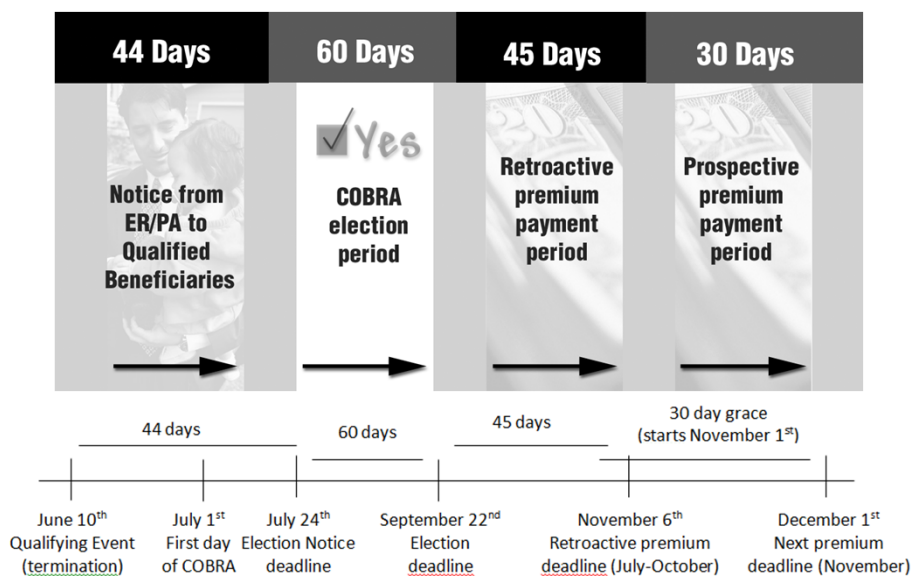 44 Days
60 Days
45 Days
30 Days
Notice from
ER/PA to
Qualified
Beneficiaries
Yes
COBRA
election
period
Retroactive
premium
payment
period
Prospective
premium
payment
period
20
20
44 days
60 days
45 days
30 day grace
(starts November 1st)
June 10th
Qualifying Event
(termination)
July 1st
First day
of COBRA
July 24th
Election Notice
deadline
September 22nd
Election
deadline
November 6th
Retroactive premium
deadline (July-October)
December 1st
Next premium
deadline (November)